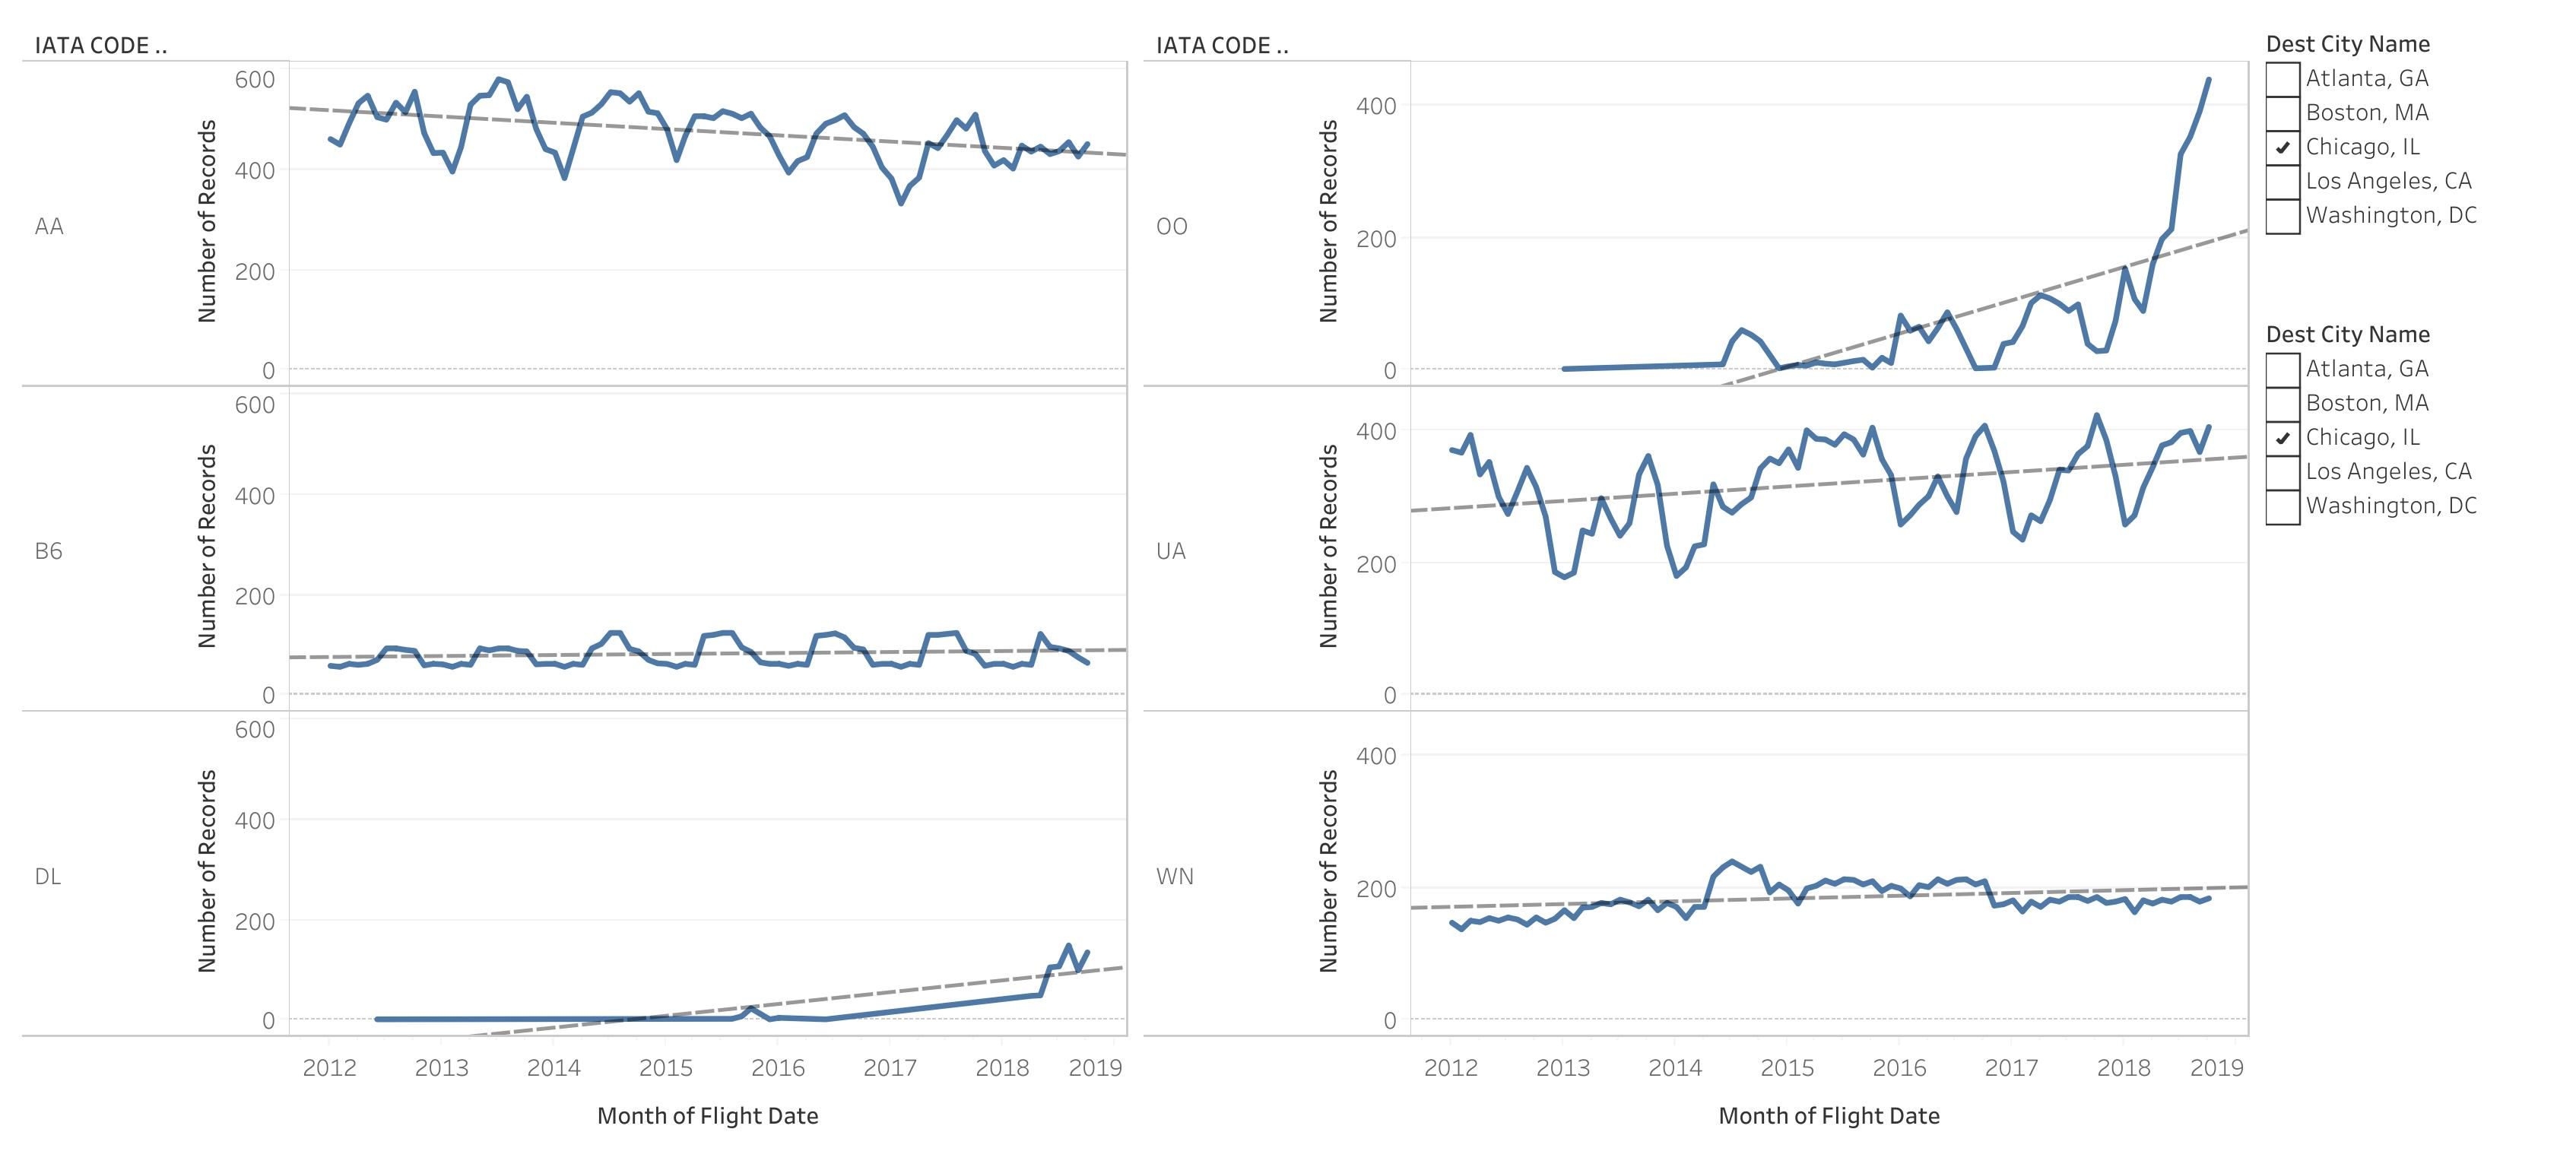 IATA CODE ..
AA
Number of Records
600
400
200
0
B6
Number of Records
600
400
200
0
DL
Number of Records
600
400
200
0
2012 2013 2014 2015 2016 2017 2018 2019
Month of Flight Date
IATA CODE ..
OO
Number of Records
400
200
0
UA
Number of Records
400
200
0
WN
Number of Records
400
200
0
2012 2013 2014 2015 2016 2017 2018 2019
Month of Flight Date
Dest City Name
Atlanta, GA
Boston, MA
Chicago, IL
Los Angeles, CA
Washington, DC
Dest City Name
Atlanta, GA
Boston, MA
Chicago, IL
Los Angeles, CA
Washington, DC